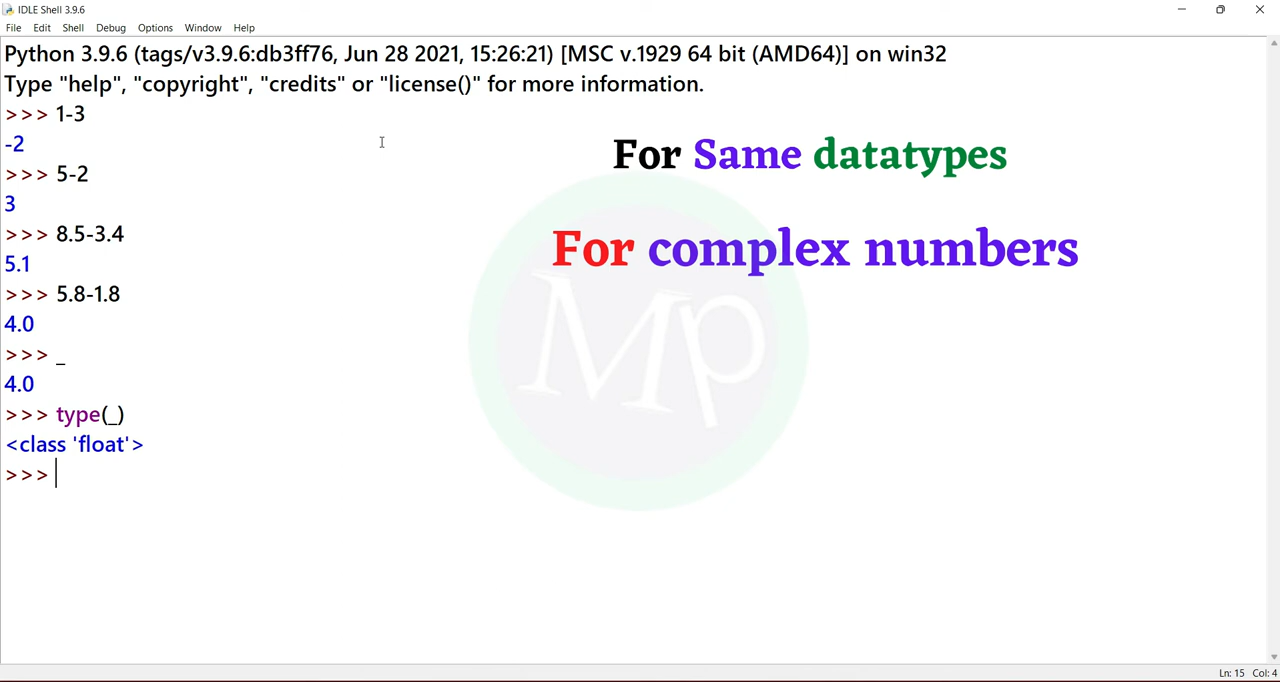 IDLE Shell 3.9.6
File Edit Shell Debug Options Window Help
Python 3.9.6 (tags/v3.9.6:db3ff76, Jun 28 2021, 15:26:21) [MSC v.1929 64 bit (AMD64)] on win32
Type "help", "copyright", "credits" or "license()" for more information.
>>> 1-3
-2
>>> 5-2
3
>>> 8.5-3.4
5.1
>>> 5.8-1.8
4.0
>>> _
4.0
>>> type(_)
<class 'float'>
>>>
For Same datatypes
For complex numbers
Mp
Ln: 15 Col: 4